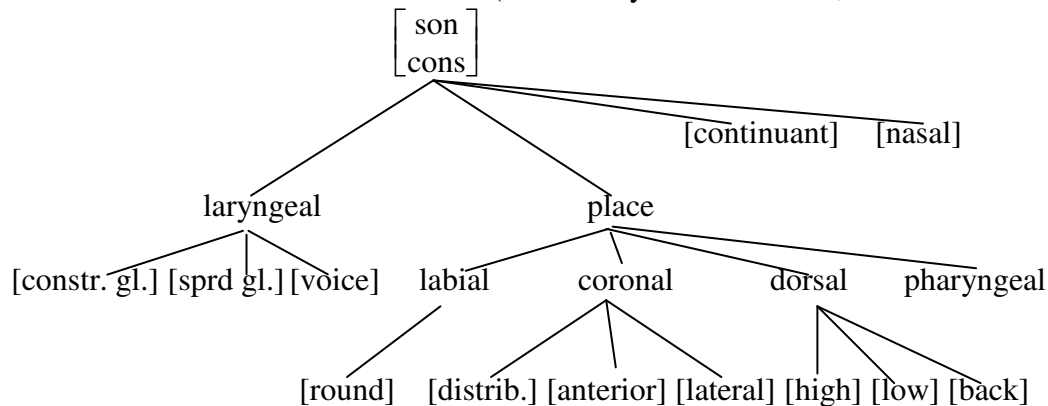 son
cons
[continuant] [nasal]
laryngeal place
[constr. gl.] [sprd gl.] [voice] labial coronal dorsal pharyngeal
[round] [distrib.] [anterior] [lateral] [high] [low] [back]